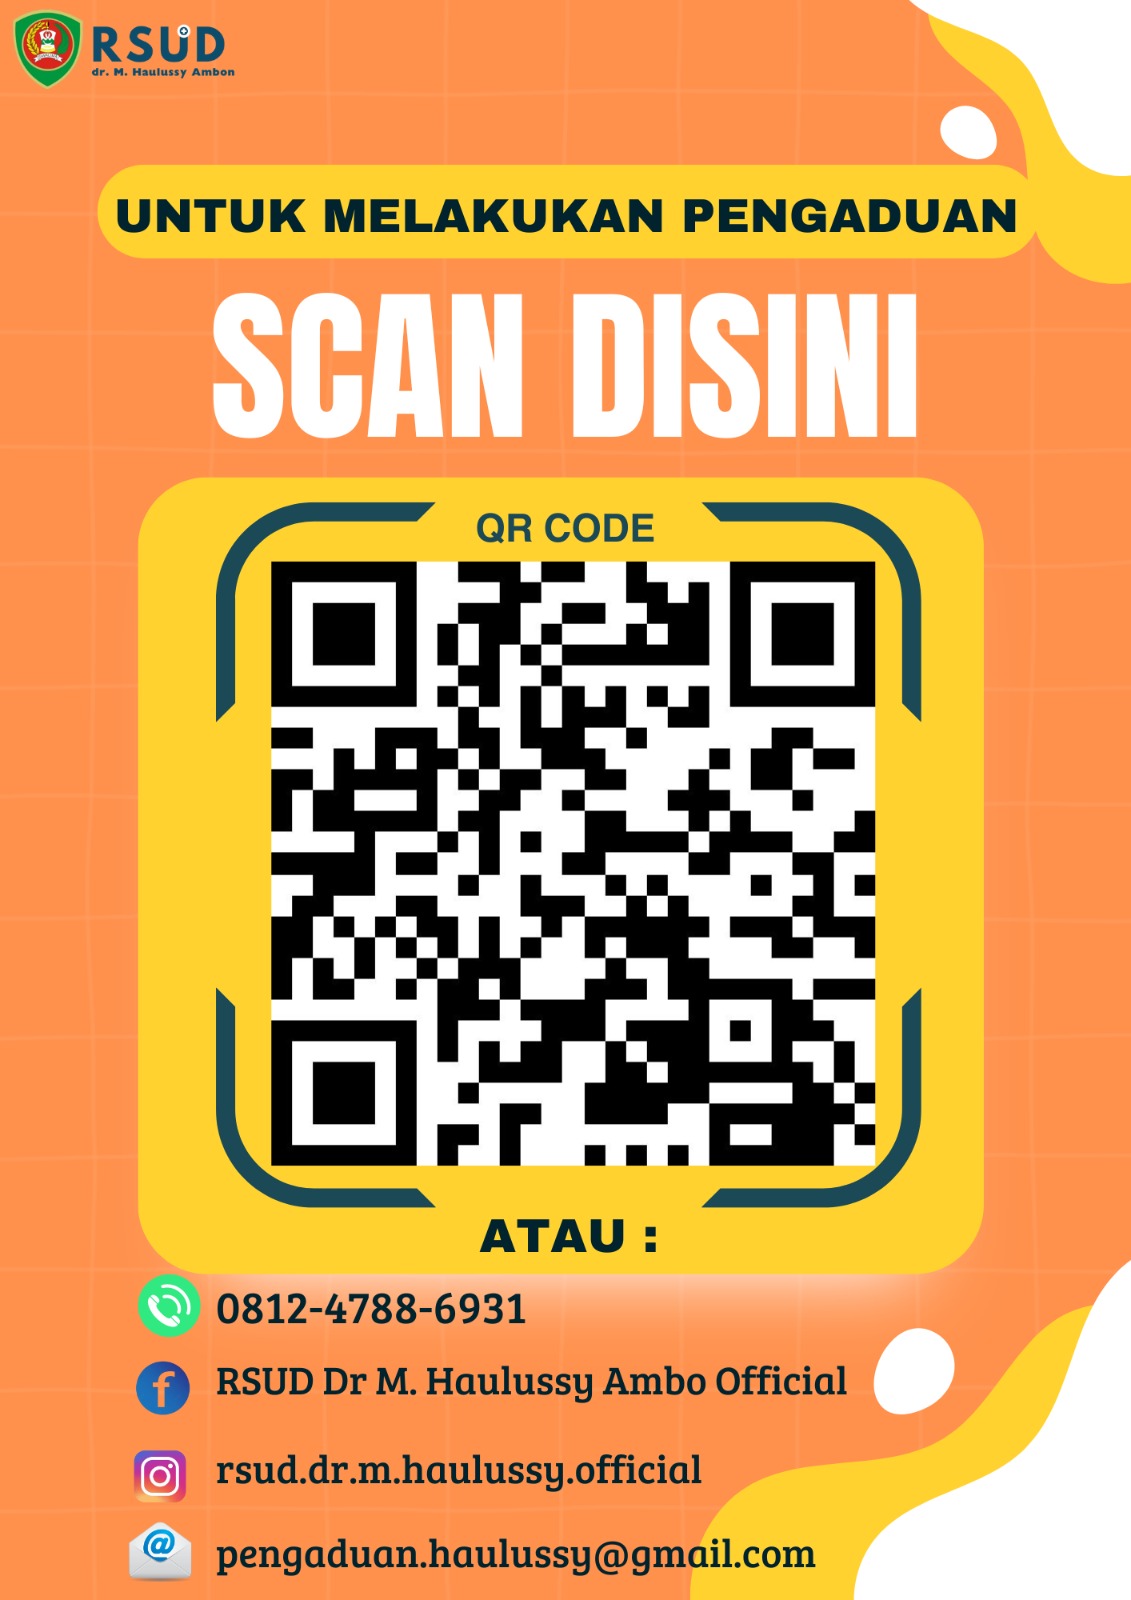 RSUD
dr. M. Haulussy Ambon
UNTUK MELAKUKAN PENGADUAN
SCAN DISINI
QR CODE
ATAU :
0812-4788-6931
RSUD Dr M. Haulussy Ambo Official
rsud.dr.m.haulussy.official
pengaduan.haulussy@gmail.com